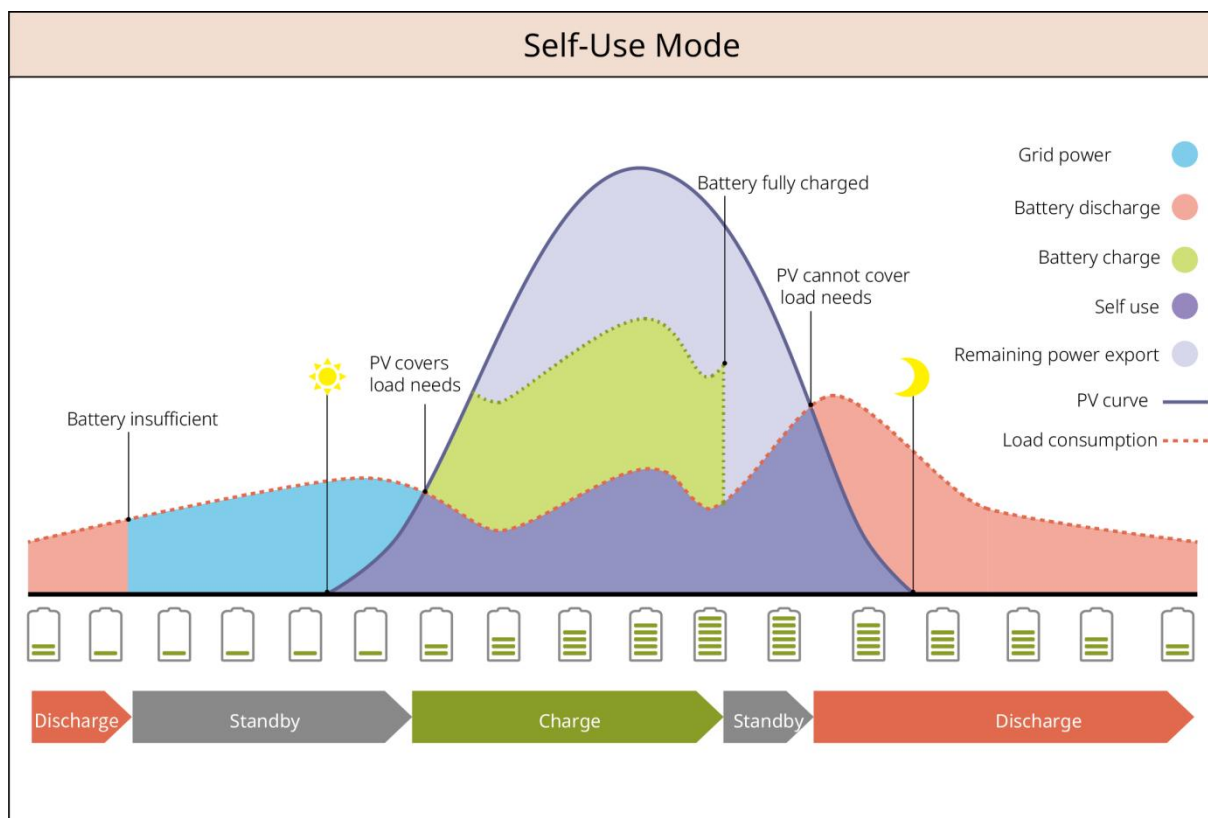 Self-Use Mode
Grid power
Battery fully charged
Battery discharge
Battery charge
PV cannot cover
load needs
Self use
Remaining power export
PV covers
load needs
PV curve
Battery insufficient
Load consumption
Discharge
Standby
Charge
Standby
Discharge